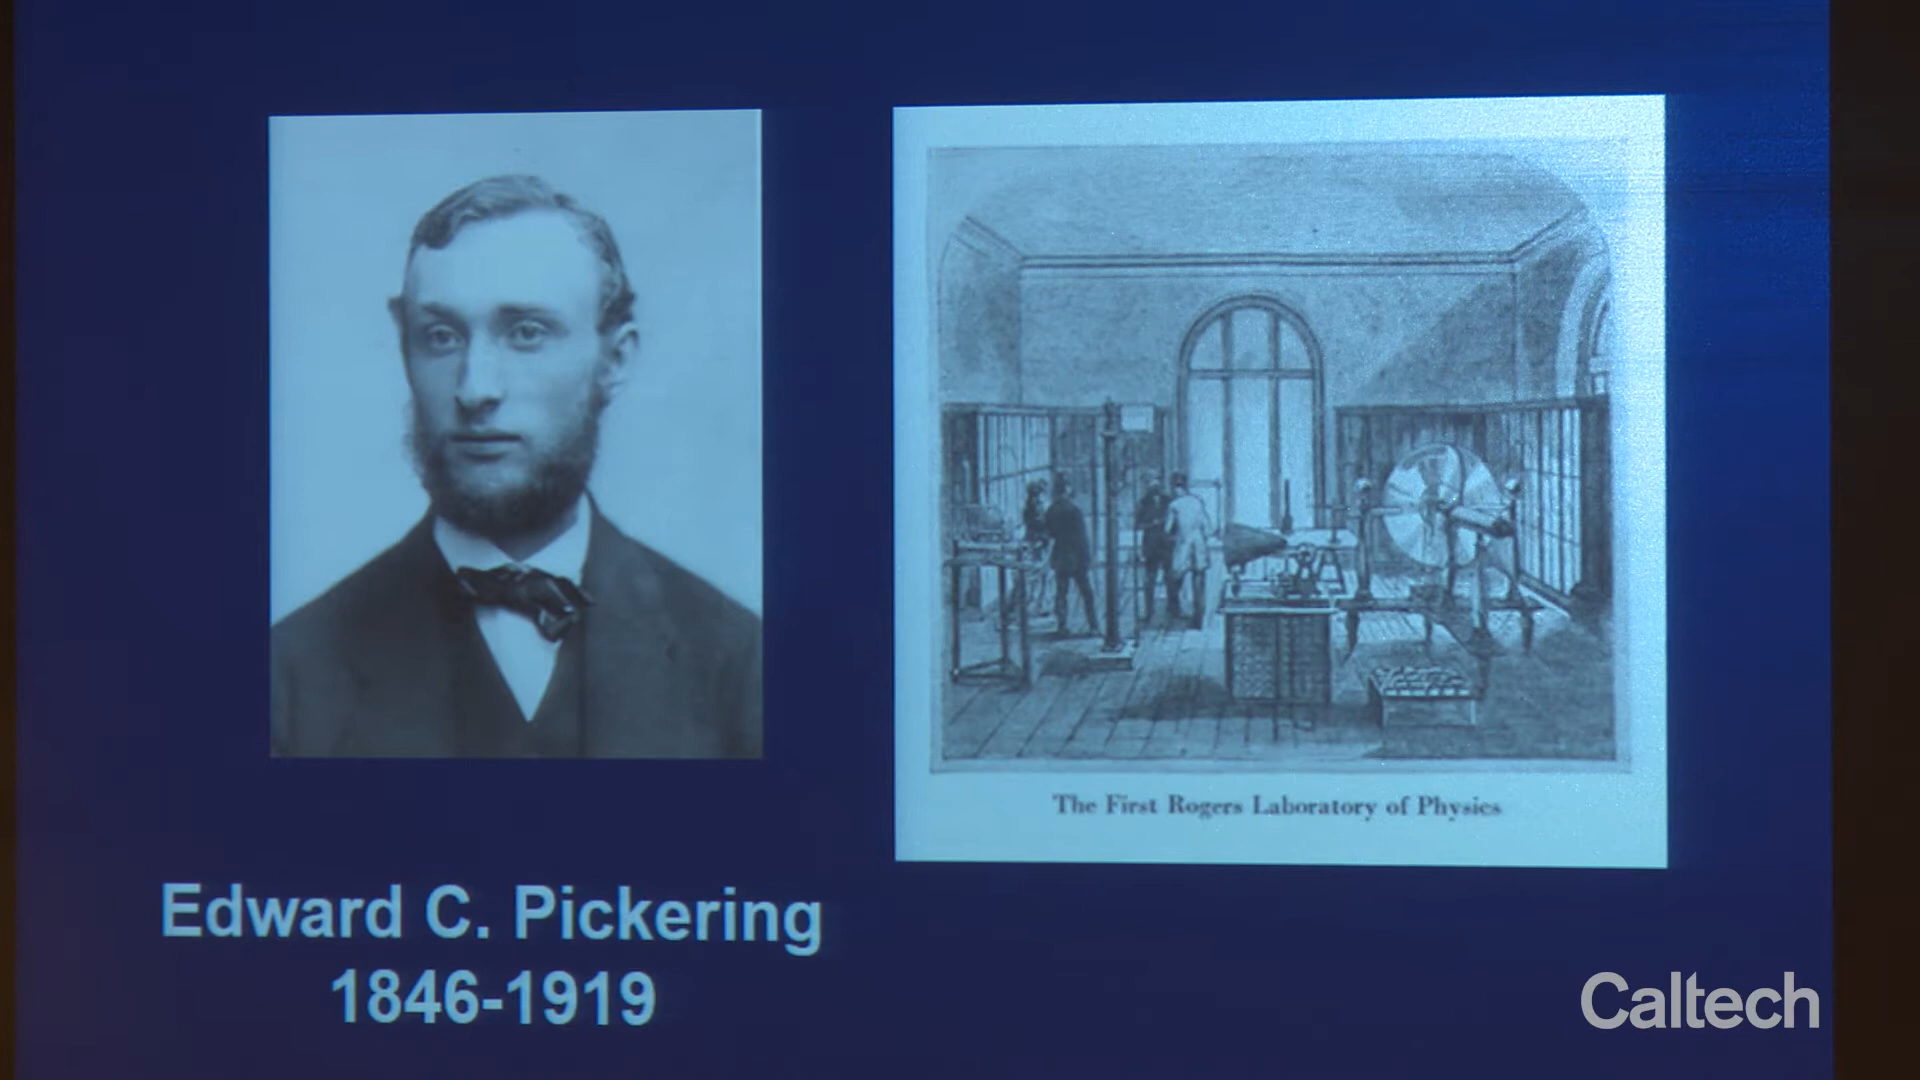 The First Rogers Laboratory of Physics
Edward C. Pickering
1846-1919
Caltech